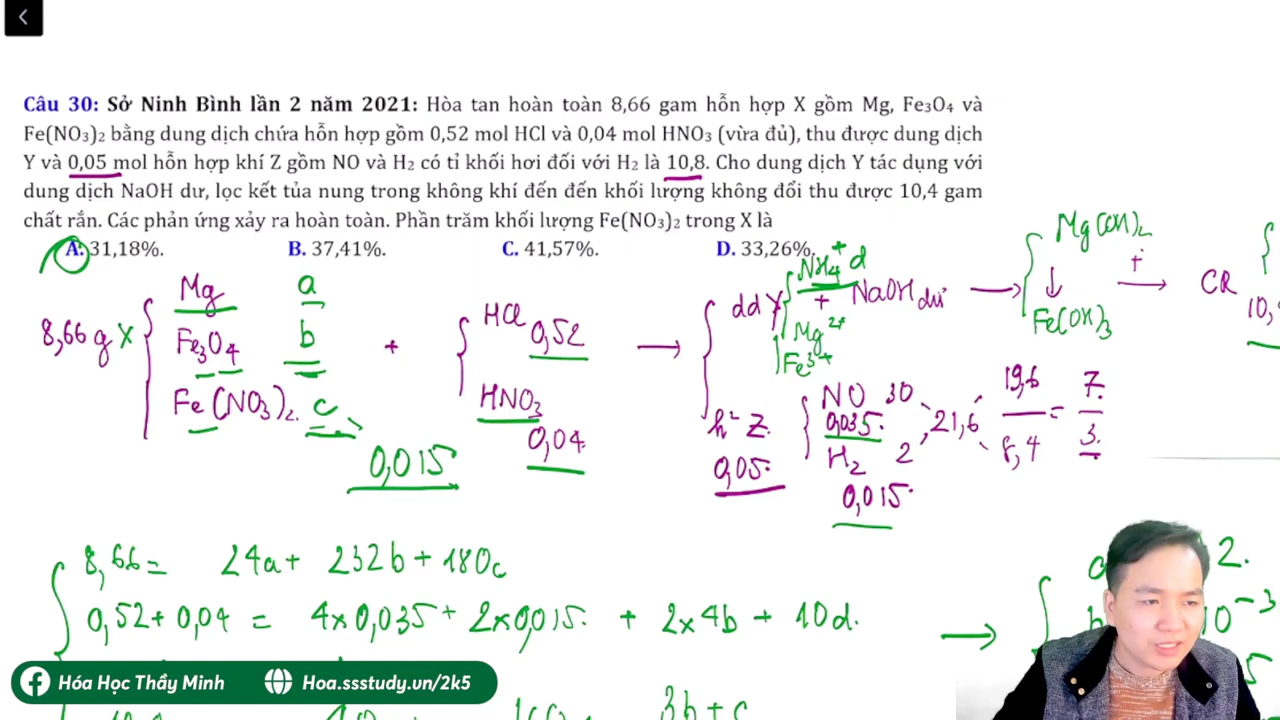 Câu 30: Sở Ninh Bình lần 2 năm 2021: Hòa tan hoàn toàn 8,66 gam hỗn hợp X gồm Mg, Fe₃O₄ và
Fe(NO₃)₂ bằng dung dịch chứa hỗn hợp gồm 0,52 mol HCl và 0,04 mol HNO₃ (vừa đủ), thu được dung dịch
Y và 0,05 mol hỗn hợp khí Z gồm NO và H₂ có tỉ khối hơi đối với H₂ là 10,8. Cho dung dịch Y tác dụng với
dung dịch NaOH dư, lọc kết tủa nung trong không khí đến đến khối lượng không đổi thu được 10,4 gam
chất rắn. Các phản ứng xảy ra hoàn toàn. Phần trăm khối lượng Fe(NO₃)₂ trong X là
A. 31,18%. B. 37,41%. C. 41,57%. D. 33,26%.
8,66 g X
Mg a
Fe₃O₄ b
Fe(NO₃)₂ c
0,015
+
HCl 0,52
HNO₃
0,04
→
dd Y
NH₄⁺ d
+ NaOH dư → Mg(OH)₂ ↓ Fe(OH)₃ t° → CR
10,
Mg²⁺
Fe³⁺
h² Z
0,05
NO 30
0,035
H₂ 2
0,015
21,6
19,6 / 8,4 = 7 / 3
8,66 = 24a + 232b + 180c
0,52 + 0,04 = 4×0,035 + 2×0,015 + 2×4b + 10d
→
a 2.
b 10⁻³
5
3b + c
Hóa Học Thầy Minh Hoa.ssstudy.vn/2k5